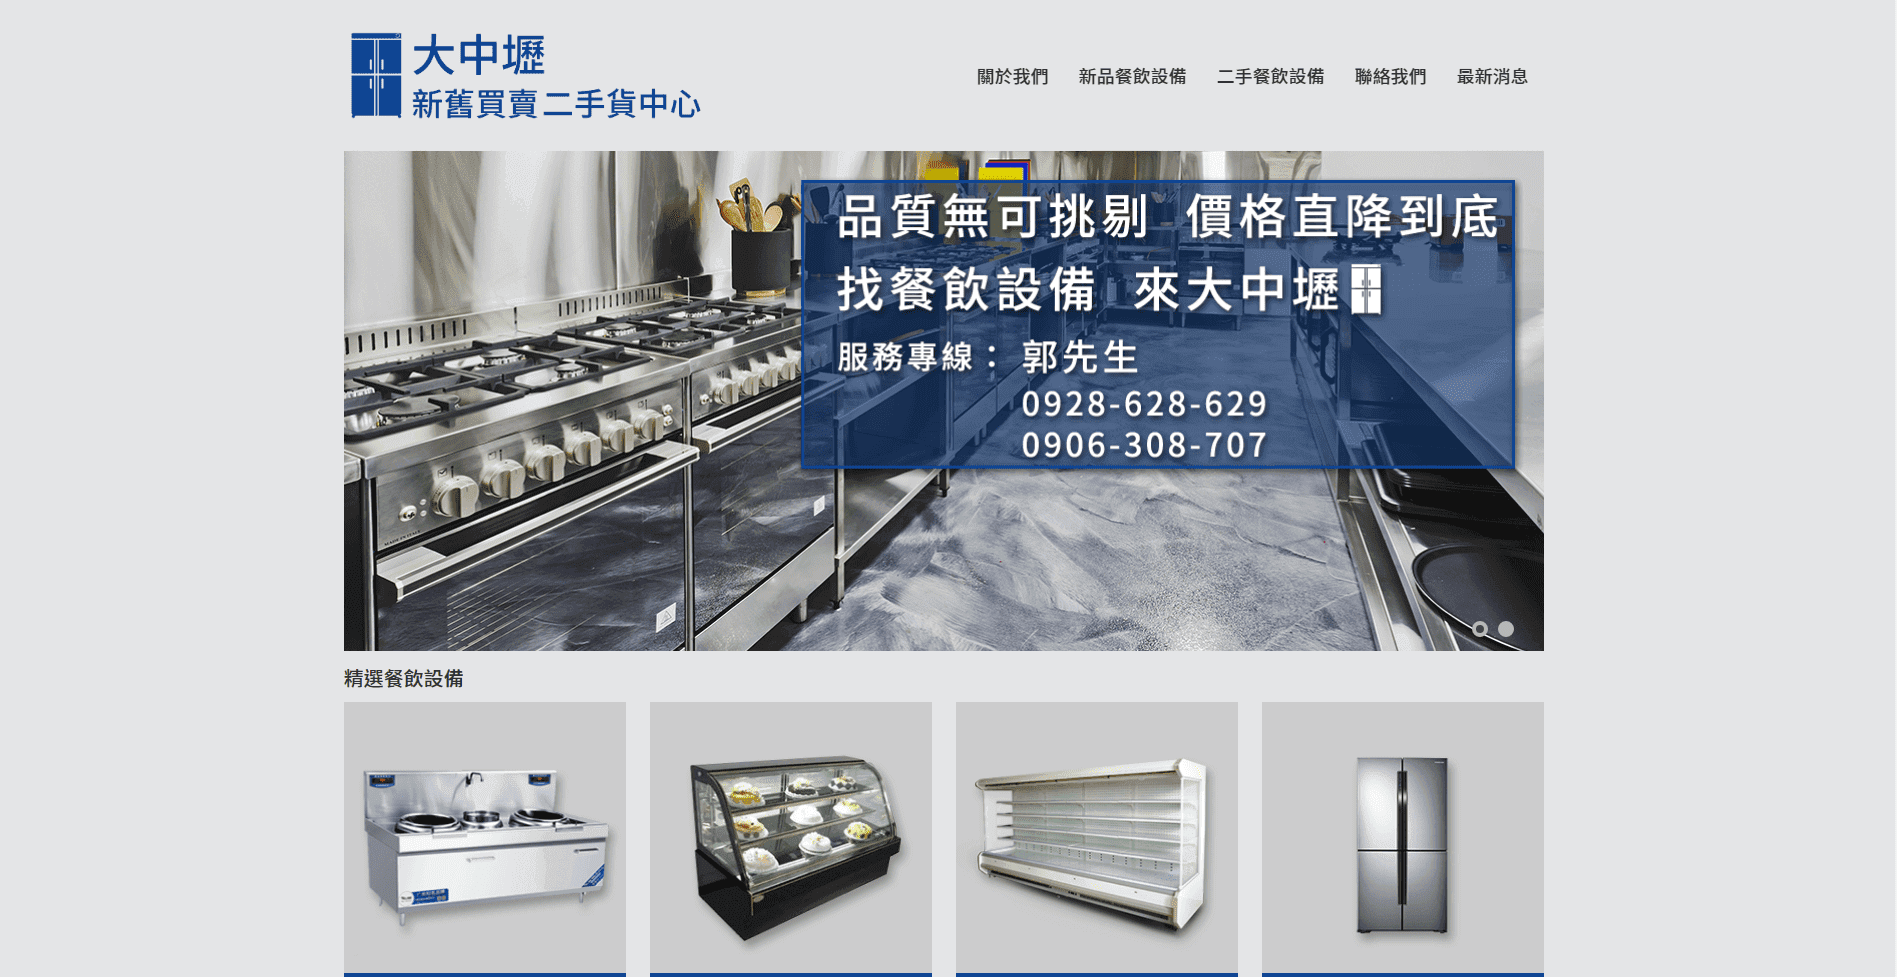 大中壢
新舊買賣二手貨中心
關於我們
新品餐飲設備
二手餐飲設備
聯絡我們
最新消息
品質無可挑剔 價格直降到底
找餐飲設備 來大中壢
服務專線： 郭先生
0928-628-629
0906-308-707
MADE IN ITALY
精選餐飲設備